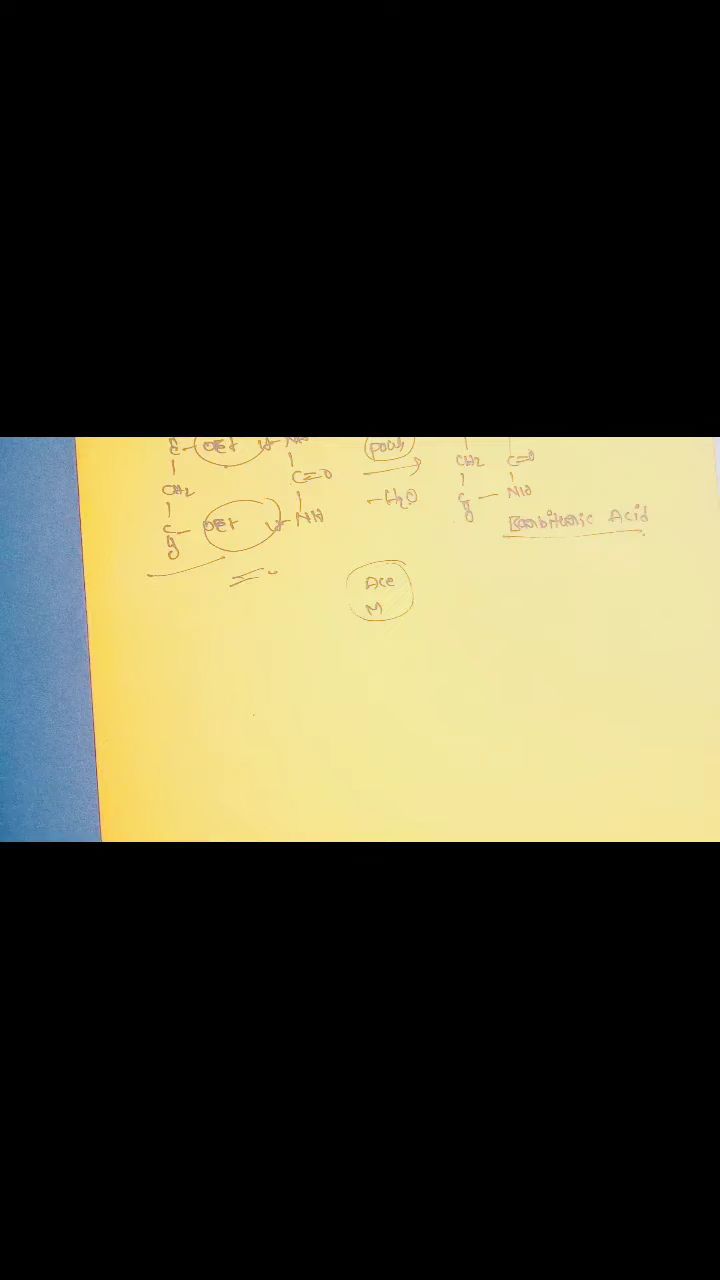 C - OEt H - NH (POCl3
CH2 C=O CH2 C=O
- H2O
C - OEt H - NH C - NH
O O Barbituric Acid
Ace
M